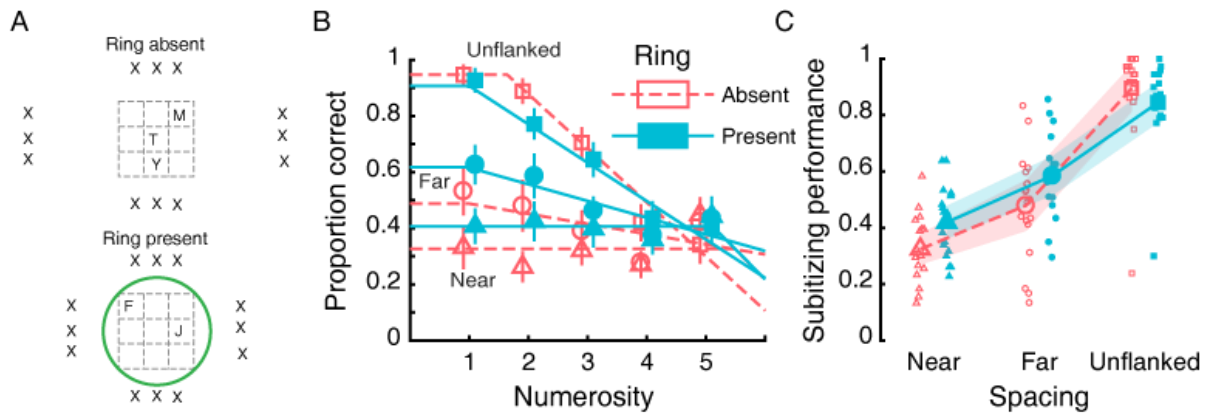 A
Ring absent
X X X
M
X
X
T
X
X
Y
X
X
X X X
Ring present
X X X
F
X
X
J
X
X
X
X
X X X
B
Proportion correct
1
0.8
0.6
0.4
0.2
0
Unflanked
Far
Near
Ring
Absent
Present
1 2 3 4 5
Numerosity
C
Subitizing performance
1
0.8
0.6
0.4
0.2
0
Near Far Unflanked
Spacing